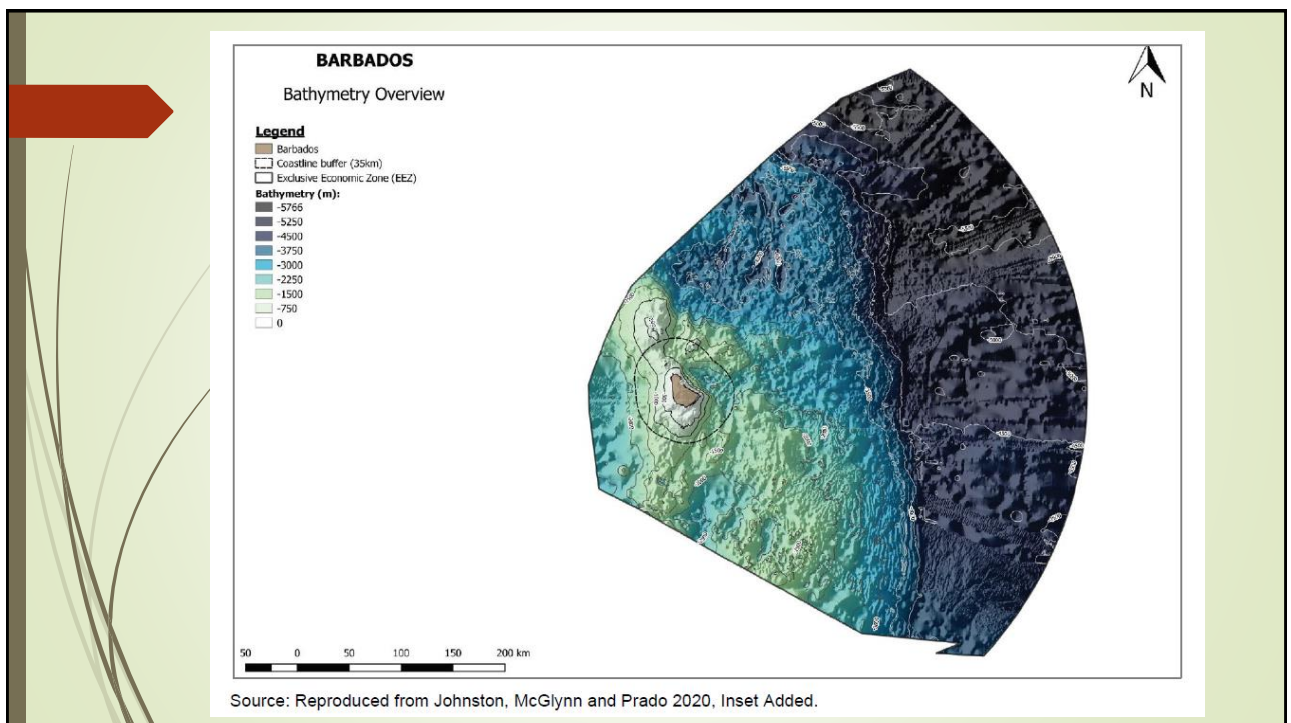 BARBADOS
Bathymetry Overview
N
Legend
Barbados
Coastline buffer (35km)
Exclusive Economic Zone (EEZ)
Bathymetry (m):
-5766
-5250
-4500
-3750
-3000
-2250
-1500
-750
0
50 0 50 100 150 200 km
Source: Reproduced from Johnston, McGlynn and Prado 2020, Inset Added.